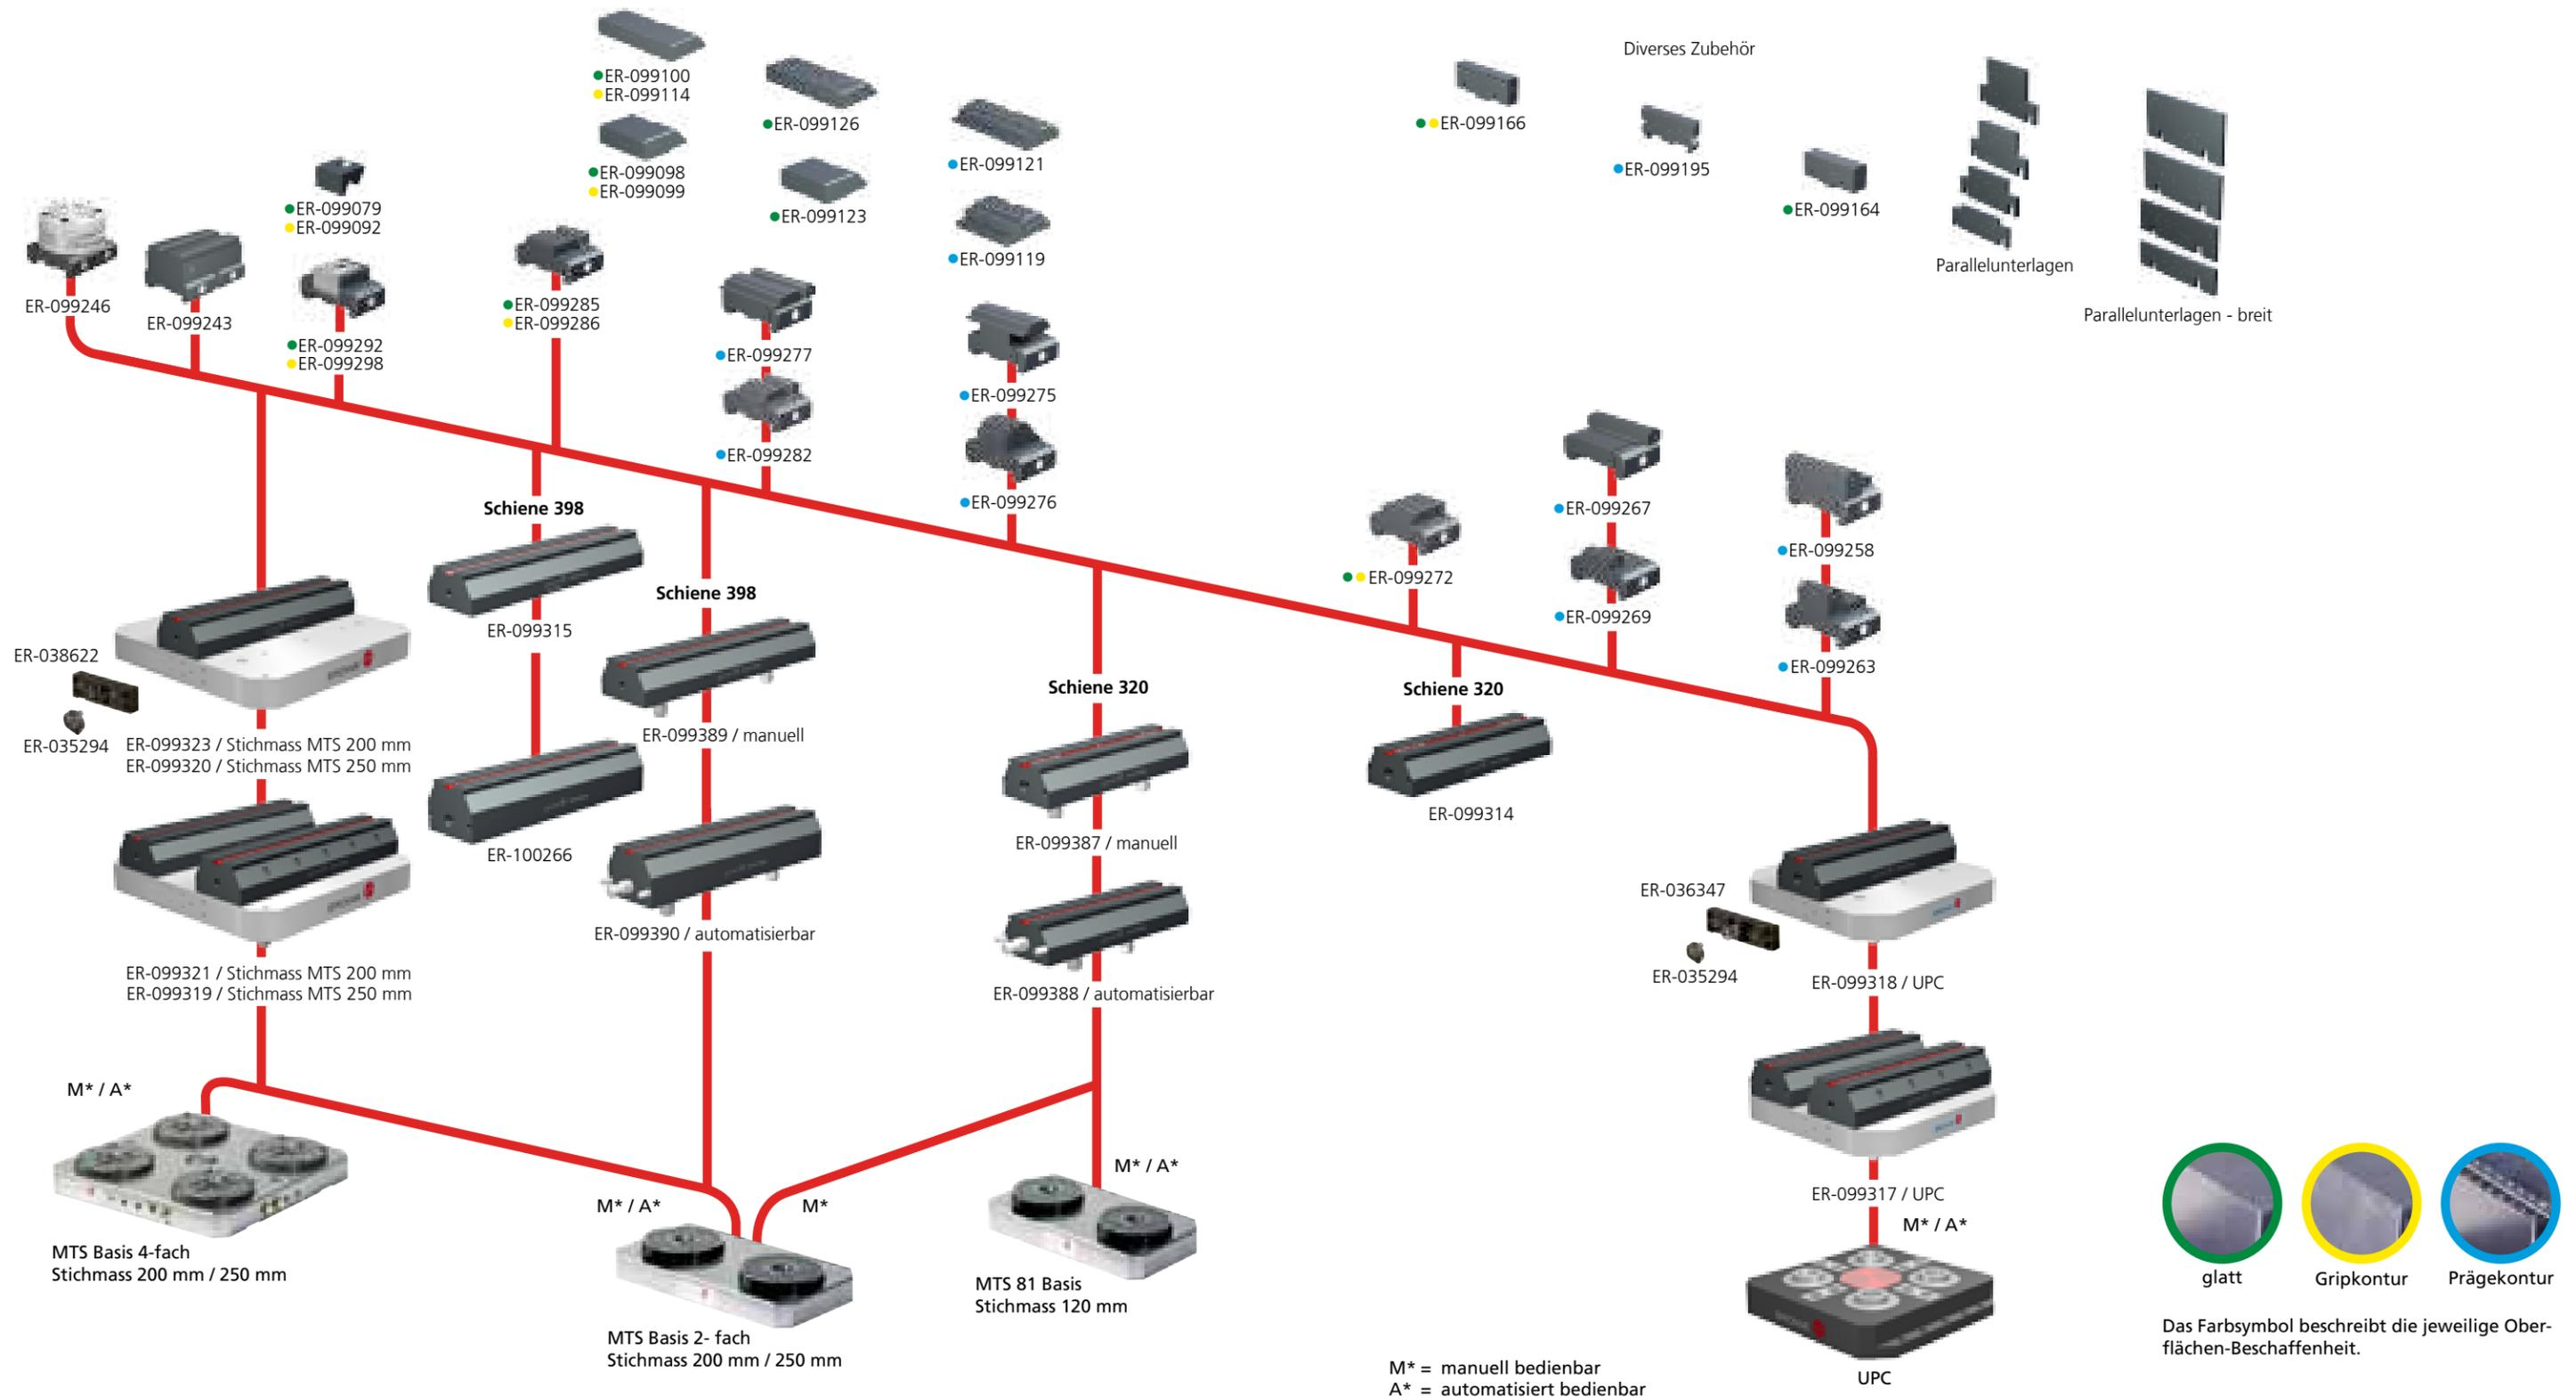 Diverses Zubehör
ER-099100
ER-099114
ER-099126
ER-099166
ER-099121
ER-099195
ER-099098
ER-099099
ER-099079
ER-099092
ER-099123
ER-099164
ER-099119
Parallelunterlagen
ER-099246
ER-099243
ER-099285
ER-099286
Parallelunterlagen - breit
ER-099292
ER-099298
ER-099277
ER-099275
ER-099282
ER-099276
Schiene 398
ER-099267
ER-099258
ER-099272
Schiene 398
ER-099269
ER-099315
ER-038622
ER-099263
Schiene 320
Schiene 320
ER-035294
ER-099323 / Stichmass MTS 200 mm
ER-099320 / Stichmass MTS 250 mm
ER-099389 / manuell
ER-099314
ER-099387 / manuell
ER-100266
ER-036347
ER-099390 / automatisierbar
ER-099321 / Stichmass MTS 200 mm
ER-099319 / Stichmass MTS 250 mm
ER-035294
ER-099318 / UPC
ER-099388 / automatisierbar
M* / A*
M* / A*
ER-099317 / UPC
M* / A*
M*
M* / A*
MTS Basis 4-fach
Stichmass 200 mm / 250 mm
MTS 81 Basis
Stichmass 120 mm
MTS Basis 2- fach
Stichmass 200 mm / 250 mm
glatt
Gripkontur
Prägekontur
Das Farbsymbol beschreibt die jeweilige Ober-
flächen-Beschaffenheit.
M* = manuell bedienbar
A* = automatisiert bedienbar
UPC